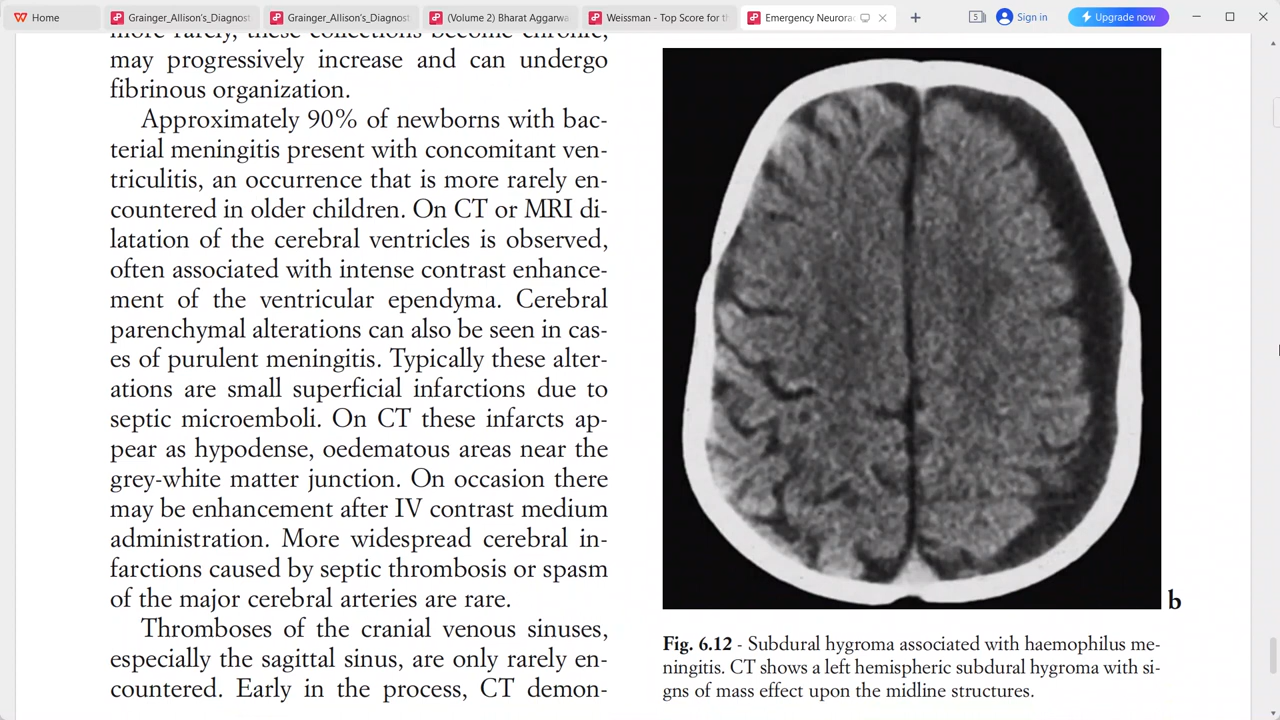 Home
Grainger_Allison's_Diagnost
Grainger_Allison's_Diagnost
(Volume 2) Bharat Aggarwa
Weissman - Top Score for t
Emergency Neurora
5
Sign in
Upgrade now
more rarely, these collections become chronic,
may progressively increase and can undergo
fibrinous organization.
Approximately 90% of newborns with bac-
terial meningitis present with concomitant ven-
triculitis, an occurrence that is more rarely en-
countered in older children. On CT or MRI di-
latation of the cerebral ventricles is observed,
often associated with intense contrast enhance-
ment of the ventricular ependyma. Cerebral
parenchymal alterations can also be seen in cas-
es of purulent meningitis. Typically these alter-
ations are small superficial infarctions due to
septic microemboli. On CT these infarcts ap-
pear as hypodense, oedematous areas near the
grey-white matter junction. On occasion there
may be enhancement after IV contrast medium
administration. More widespread cerebral in-
farctions caused by septic thrombosis or spasm
of the major cerebral arteries are rare.
Thromboses of the cranial venous sinuses,
especially the sagittal sinus, are only rarely en-
countered. Early in the process, CT demon-
b
Fig. 6.12 - Subdural hygroma associated with haemophilus me-
ningitis. CT shows a left hemispheric subdural hygroma with si-
gns of mass effect upon the midline structures.